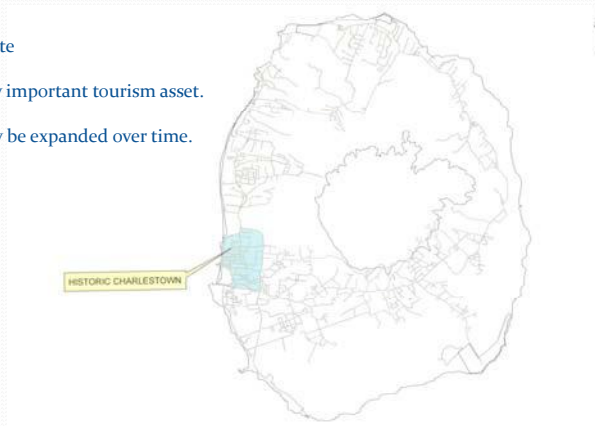 te
important tourism asset.
be expanded over time.
HISTORIC CHARLESTOWN